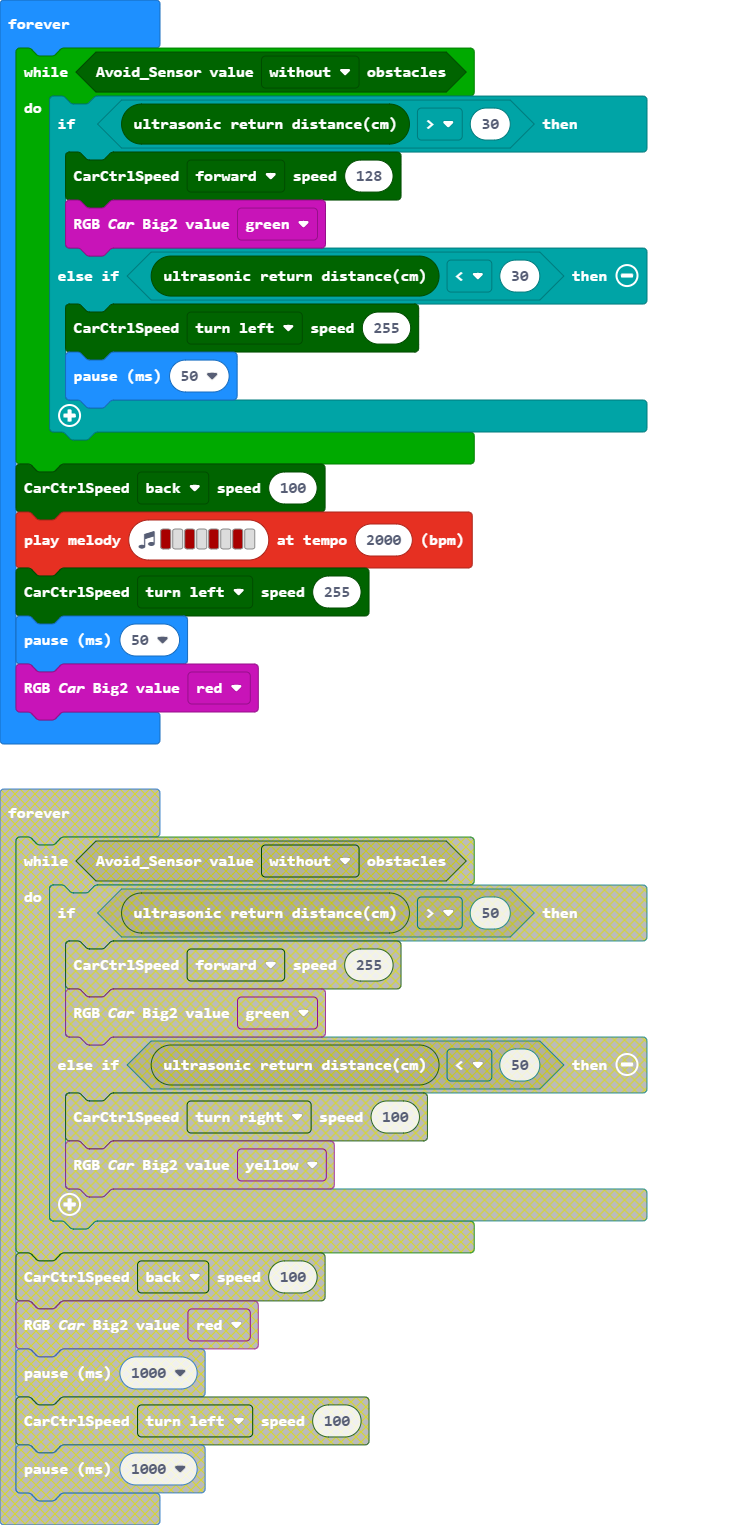 forever
while Avoid_Sensor value without obstacles
do
if ultrasonic return distance(cm) > 30 then
CarCtrlSpeed forward speed 128
RGB Car Big2 value green
else if ultrasonic return distance(cm) < 30 then
CarCtrlSpeed turn left speed 255
pause (ms) 50
CarCtrlSpeed back speed 100
play melody at tempo 2000 (bpm)
CarCtrlSpeed turn left speed 255
pause (ms) 50
RGB Car Big2 value red
forever
while Avoid_Sensor value without obstacles
do
if ultrasonic return distance(cm) > 50 then
CarCtrlSpeed forward speed 255
RGB Car Big2 value green
else if ultrasonic return distance(cm) < 50 then
CarCtrlSpeed turn right speed 100
RGB Car Big2 value yellow
CarCtrlSpeed back speed 100
RGB Car Big2 value red
pause (ms) 1000
CarCtrlSpeed turn left speed 100
pause (ms) 1000